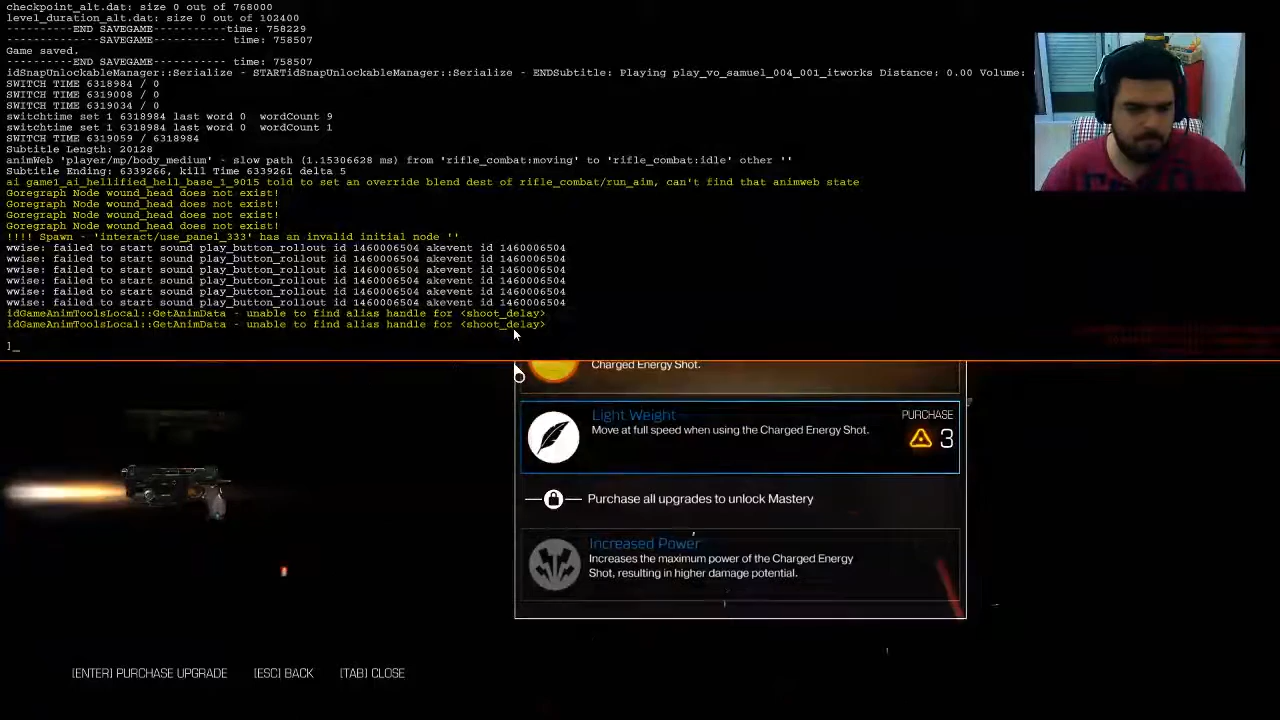 checkpoint_alt.dat: size 0 out of 768000
level_duration_alt.dat: size 0 out of 102400
----------END SAVEGAME-----------time: 758229
---------------SAVEGAME----------- time: 758507
Game saved.
----------END SAVEGAME----------- time: 758507
idSnapUnlockableManager::Serialize - STARTidSnapUnlockableManager::Serialize - ENDSubtitle: Playing play_vo_samuel_004_001_itworks Distance: 0.00 Volume:
SWITCH TIME 6318984 / 0
SWITCH TIME 6319008 / 0
SWITCH TIME 6319034 / 0
switchtime set 1 6318984 last word 0  wordCount 9
switchtime set 1 6318984 last word 0  wordCount 1
SWITCH TIME 6319059 / 6318984
Subtitle Length: 20128
animWeb 'player/mp/body_medium' - slow path (1.15306628 ms) from 'rifle_combat:moving' to 'rifle_combat:idle' other ''
Subtitle Ending: 6339266, kill Time 6339261 delta 5
ai game1_ai_hellified_hell_base_1_9015 told to set an override blend dest of rifle_combat/run_aim, can't find that animweb state
Goregraph Node wound_head does not exist!
Goregraph Node wound_head does not exist!
Goregraph Node wound_head does not exist!
Goregraph Node wound_head does not exist!
!!!! Spawn - 'interact/use_panel_333' has an invalid initial node ''
wwise: failed to start sound play_button_rollout id 1460006504 akevent id 1460006504
wwise: failed to start sound play_button_rollout id 1460006504 akevent id 1460006504
wwise: failed to start sound play_button_rollout id 1460006504 akevent id 1460006504
wwise: failed to start sound play_button_rollout id 1460006504 akevent id 1460006504
wwise: failed to start sound play_button_rollout id 1460006504 akevent id 1460006504
wwise: failed to start sound play_button_rollout id 1460006504 akevent id 1460006504
idGameAnimToolsLocal::GetAnimData - unable to find alias handle for <shoot_delay>
idGameAnimToolsLocal::GetAnimData - unable to find alias handle for <shoot_delay>
]_
Charged Energy Shot.
Light Weight
Move at full speed when using the Charged Energy Shot.
PURCHASE
3
Purchase all upgrades to unlock Mastery
Increased Power
Increases the maximum power of the Charged Energy
Shot, resulting in higher damage potential.
[ENTER] PURCHASE UPGRADE [ESC] BACK [TAB] CLOSE